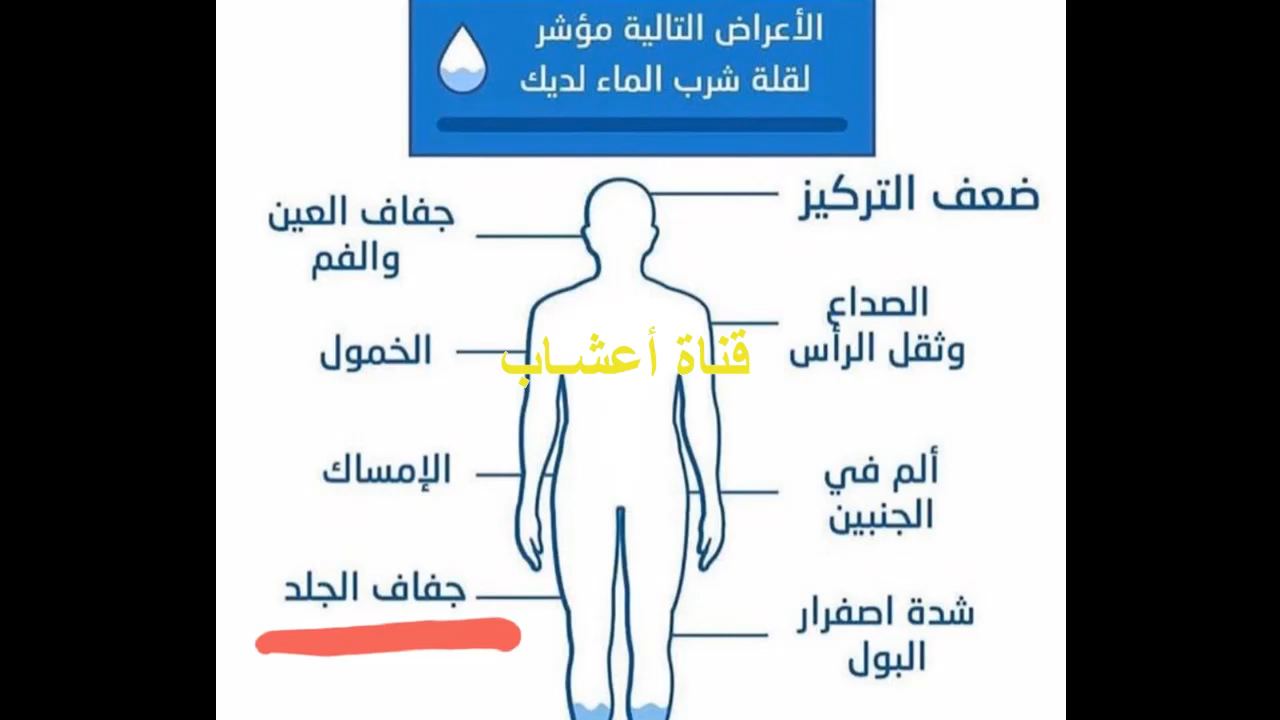 الأعراض التالية مؤشر
لقلة شرب الماء لديك
ضعف التركيز
جفاف العين
والفم
الصداع
وثقل الرأس
الخمول
قناة أعشاب
ألم في
الجنبين
الإمساك
جفاف الجلد
شدة اصفرار
البول